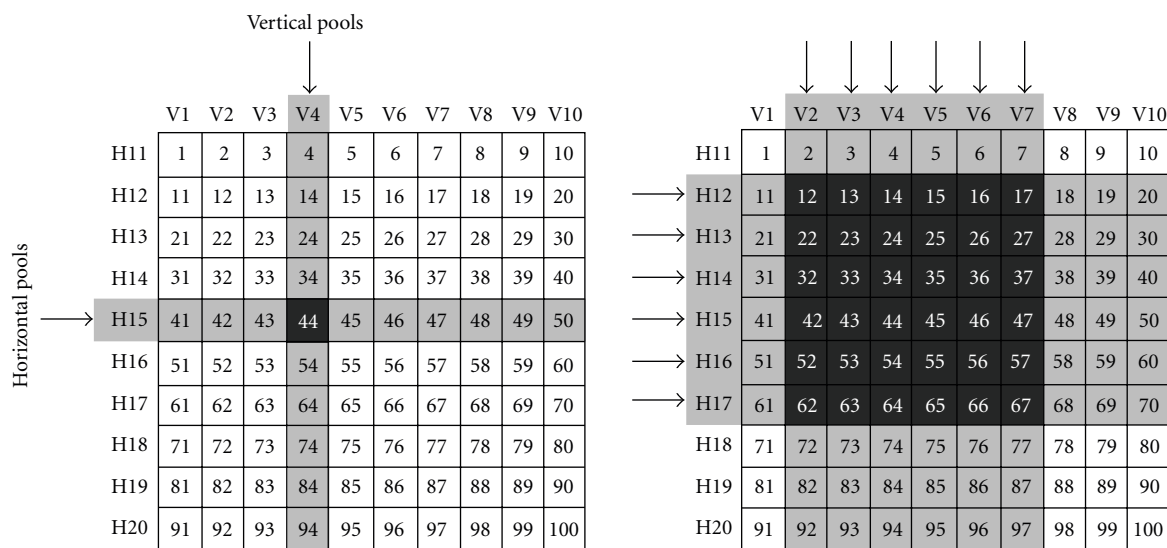 Vertical pools
V1 V2 V3 V4 V5 V6 V7 V8 V9 V10
H11 1 2 3 4 5 6 7 8 9 10
H12 11 12 13 14 15 16 17 18 19 20
H13 21 22 23 24 25 26 27 28 29 30
H14 31 32 33 34 35 36 37 38 39 40
H15 41 42 43 44 45 46 47 48 49 50
H16 51 52 53 54 55 56 57 58 59 60
H17 61 62 63 64 65 66 67 68 69 70
H18 71 72 73 74 75 76 77 78 79 80
H19 81 82 83 84 85 86 87 88 89 90
H20 91 92 93 94 95 96 97 98 99 100
Horizontal pools
V1 V2 V3 V4 V5 V6 V7 V8 V9 V10
H11 1 2 3 4 5 6 7 8 9 10
H12 11 12 13 14 15 16 17 18 19 20
H13 21 22 23 24 25 26 27 28 29 30
H14 31 32 33 34 35 36 37 38 39 40
H15 41 42 43 44 45 46 47 48 49 50
H16 51 52 53 54 55 56 57 58 59 60
H17 61 62 63 64 65 66 67 68 69 70
H18 71 72 73 74 75 76 77 78 79 80
H19 81 82 83 84 85 86 87 88 89 90
H20 91 92 93 94 95 96 97 98 99 100